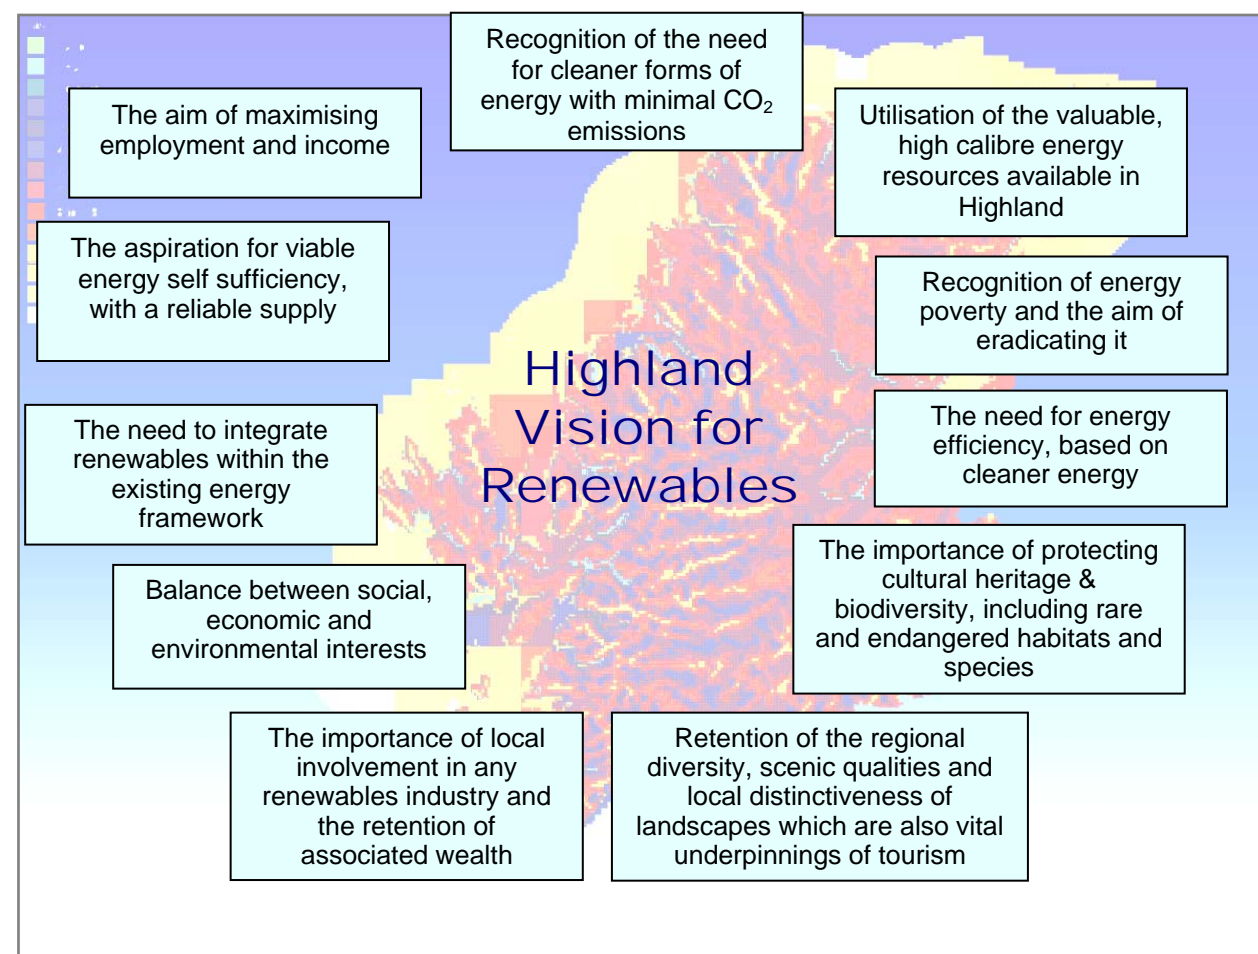 Recognition of the need
for cleaner forms of
energy with minimal CO₂
emissions
The aim of maximising
employment and income
Utilisation of the valuable,
high calibre energy
resources available in
Highland
The aspiration for viable
energy self sufficiency,
with a reliable supply
Recognition of energy
poverty and the aim of
eradicating it
Highland
Vision for
Renewables
The need to integrate
renewables within the
existing energy
framework
The need for energy
efficiency, based on
cleaner energy
Balance between social,
economic and
environmental interests
The importance of protecting
cultural heritage &
biodiversity, including rare
and endangered habitats and
species
The importance of local
involvement in any
renewables industry and
the retention of
associated wealth
Retention of the regional
diversity, scenic qualities and
local distinctiveness of
landscapes which are also vital
underpinnings of tourism